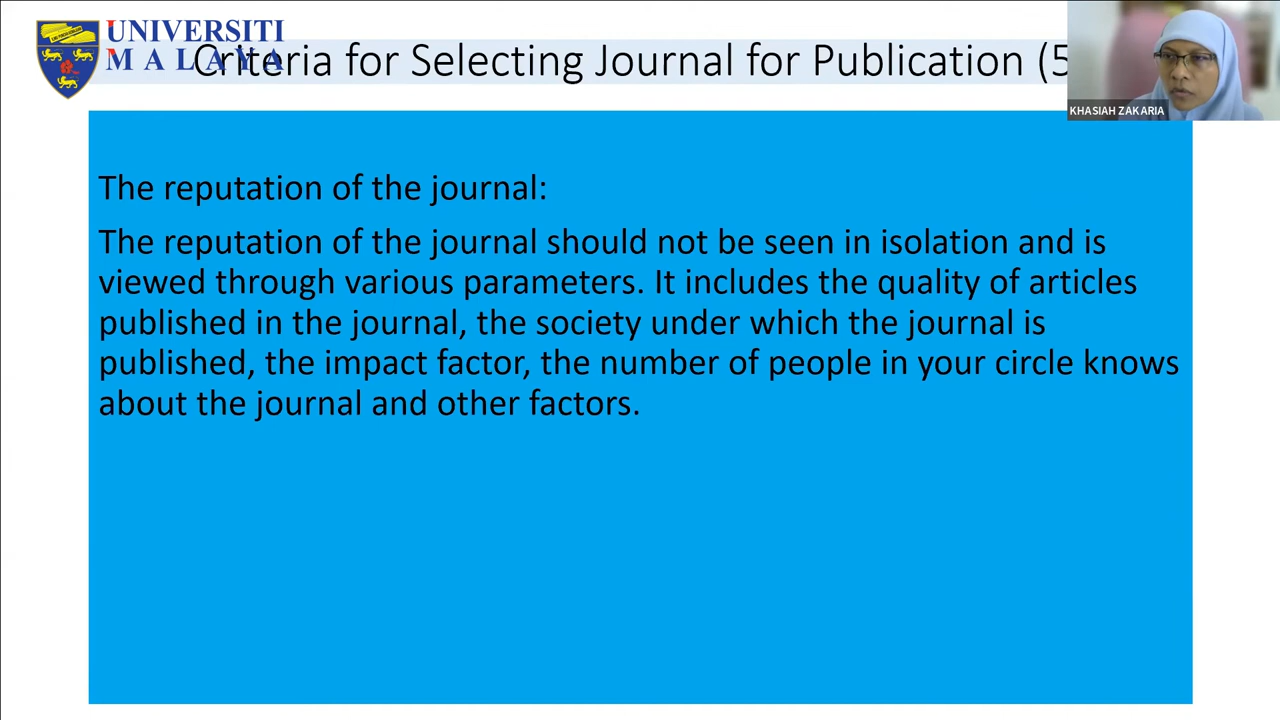 UNIVERSITI
MALAYA
Criteria for Selecting Journal for Publication (5
KHASIAH ZAKARIA
The reputation of the journal:
The reputation of the journal should not be seen in isolation and is
viewed through various parameters. It includes the quality of articles
published in the journal, the society under which the journal is
published, the impact factor, the number of people in your circle knows
about the journal and other factors.